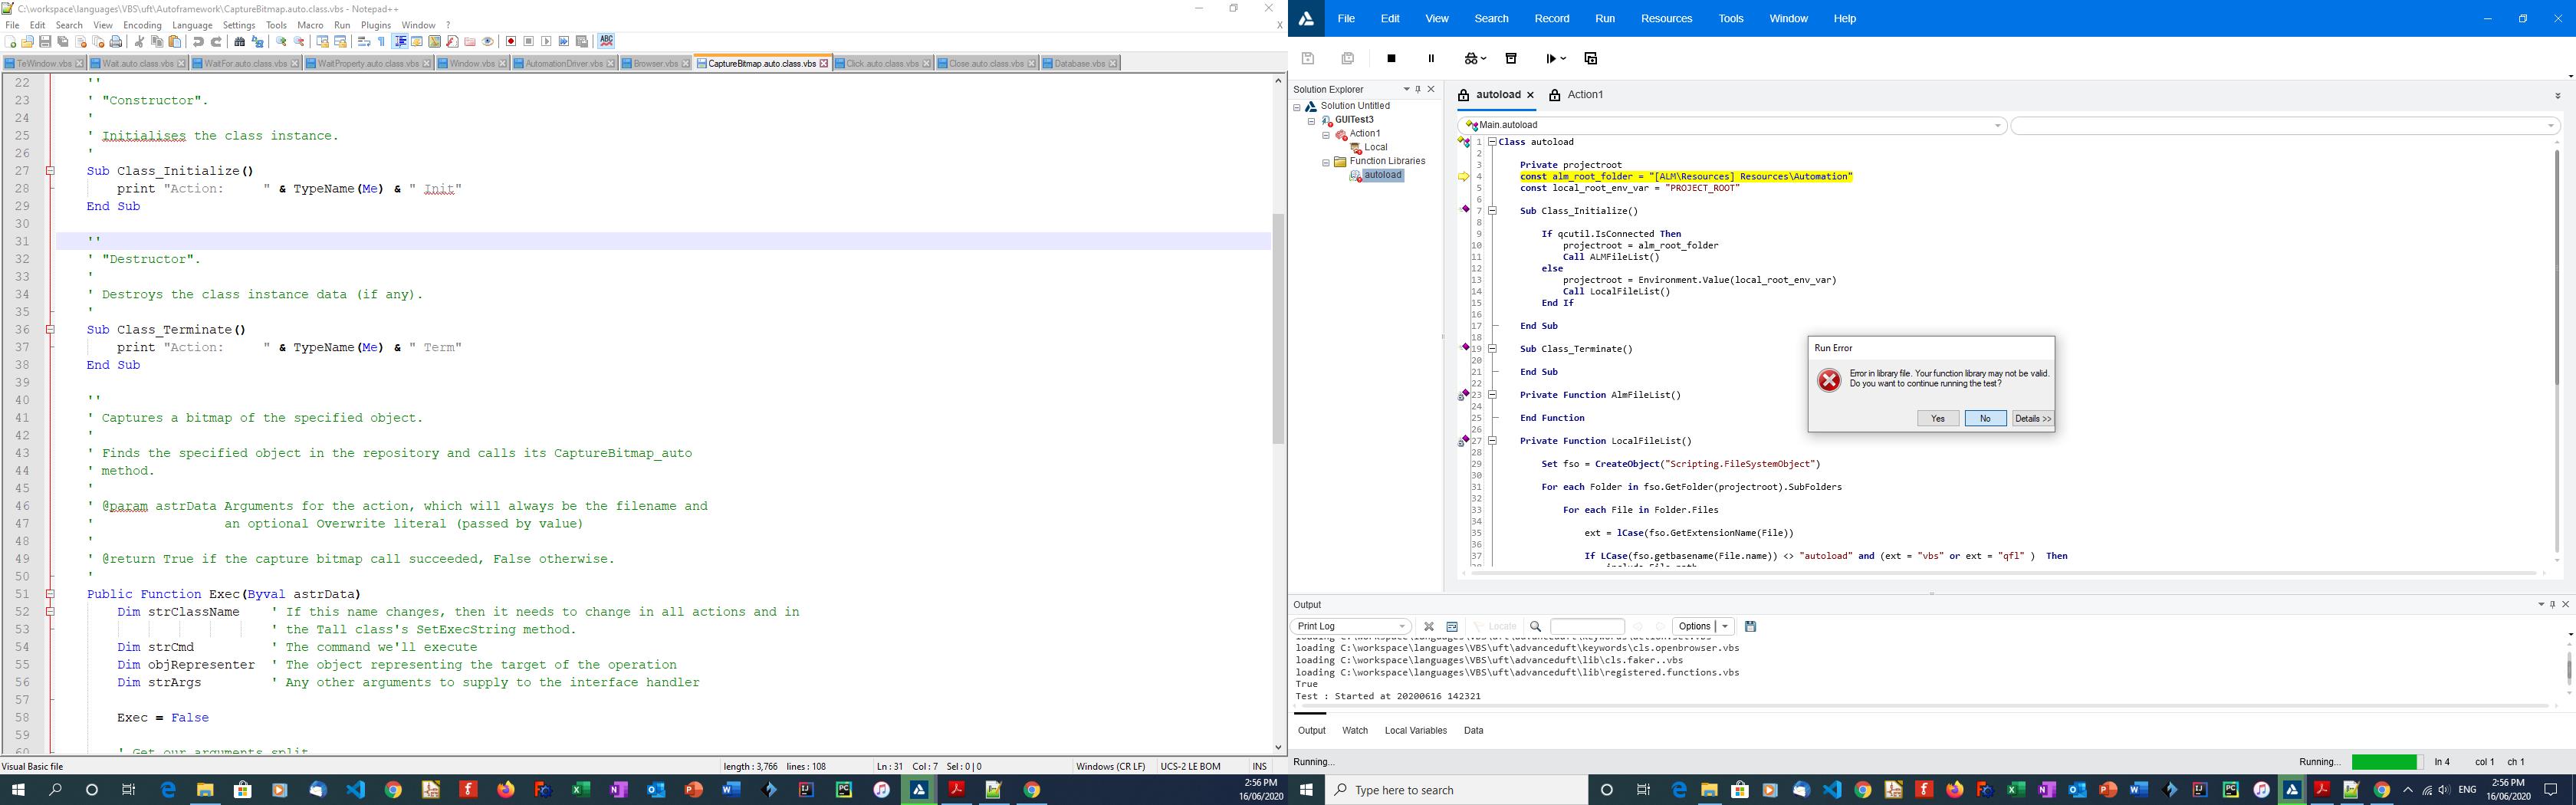 C:\workspace\languages\VBS\uft\Autoframework\CaptureBitmap.auto.class.vbs - Notepad++
File Edit Search View Encoding Language Settings Tools Macro Run Plugins Window ?
TeWindow.vbs Wait.auto.class.vbs WaitFor.auto.class.vbs WaitProperty.auto.class.vbs Window.vbs AutomationDriver.vbs Browser.vbs CaptureBitmap.auto.class.vbs Click.auto.class.vbs Close.auto.class.vbs Database.vbs
22 ''
23 ' "Constructor".
24 '
25 ' Initialises the class instance.
26 '
27 Sub Class_Initialize()
28 print "Action:     " & TypeName(Me) & " Init"
29 End Sub
30
31 ''
32 ' "Destructor".
33 '
34 ' Destroys the class instance data (if any).
35 '
36 Sub Class_Terminate()
37 print "Action:     " & TypeName(Me) & " Term"
38 End Sub
39
40 ''
41 ' Captures a bitmap of the specified object.
42 '
43 ' Finds the specified object in the repository and calls its CaptureBitmap_auto
44 ' method.
45 '
46 ' @param astrData Arguments for the action, which will always be the filename and
47 ' an optional Overwrite literal (passed by value)
48 '
49 ' @return True if the capture bitmap call succeeded, False otherwise.
50 '
51 Public Function Exec(Byval astrData)
52 Dim strClassName ' If this name changes, then it needs to change in all actions and in
53 ' the Tall class's SetExecString method.
54 Dim strCmd ' The command we'll execute
55 Dim objRepresenter ' The object representing the target of the operation
56 Dim strArgs ' Any other arguments to supply to the interface handler
57
58 Exec = False
59
60 ' Get our arguments split
Visual Basic file length : 3,766 lines : 108 Ln : 31 Col : 7 Sel : 0 | 0 Windows (CR LF) UCS-2 LE BOM INS
2:56 PM
16/06/2020
File Edit View Search Record Run Resources Tools Window Help
Solution Explorer
Solution Untitled
GUITest3
Action1
Local
Function Libraries
autoload
autoload Action1
Main.autoload
1 Class autoload
2
3 Private projectroot
4 const alm_root_folder = "[ALM\Resources] Resources\Automation"
5 const local_root_env_var = "PROJECT_ROOT"
6
7 Sub Class_Initialize()
8
9 If qcutil.IsConnected Then
10 projectroot = alm_root_folder
11 Call ALMFileList()
12 else
13 projectroot = Environment.Value(local_root_env_var)
14 Call LocalFileList()
15 End If
16
17 End Sub
18
19 Sub Class_Terminate()
20
21 End Sub
22
23 Private Function AlmFileList()
24
25 End Function
26
27 Private Function LocalFileList()
28
29 Set fso = CreateObject("Scripting.FileSystemObject")
30
31 For each Folder in fso.GetFolder(projectroot).SubFolders
32
33 For each File in Folder.Files
34
35 ext = lCase(fso.GetExtensionName(File))
36
37 If LCase(fso.getbasename(File.name)) <> "autoload" and (ext = "vbs" or ext = "qfl" ) Then
38 include File.path
Run Error
Error in library file. Your function library may not be valid.
Do you want to continue running the test?
Yes No Details >>
Output
Print Log Locate Options
loading C:\workspace\languages\VBS\uft\advanceduft\keywords\action.set.vbs
loading C:\workspace\languages\VBS\uft\advanceduft\keywords\cls.openbrowser.vbs
loading C:\workspace\languages\VBS\uft\advanceduft\lib\cls.faker..vbs
loading C:\workspace\languages\VBS\uft\advanceduft\lib\registered.functions.vbs
True
Test : Started at 20200616 142321
Output Watch Local Variables Data
Running... Running... ln 4 col 1 ch 1
Type here to search
ENG
2:56 PM
16/06/2020